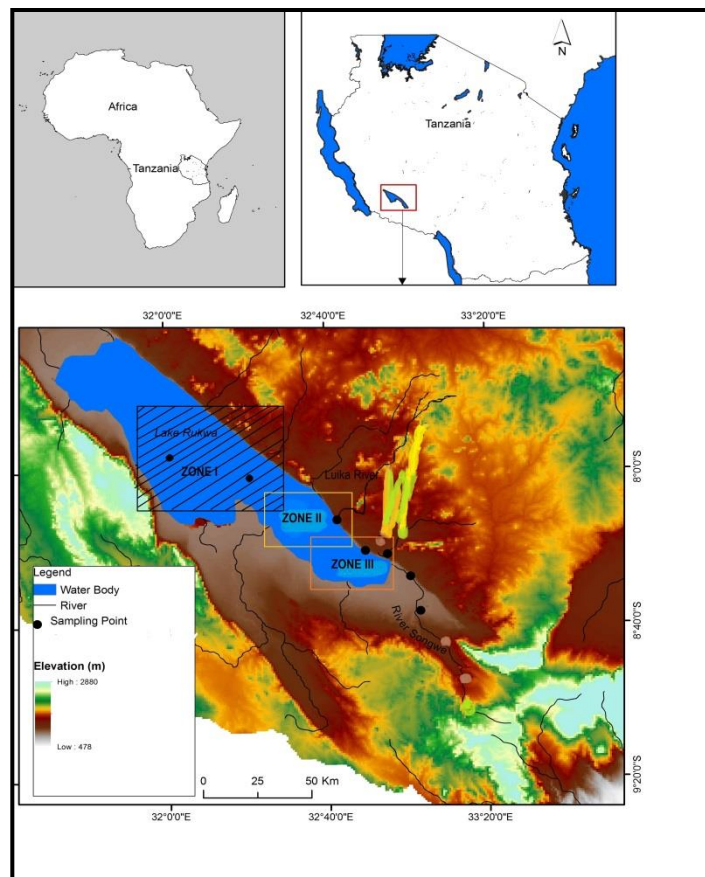 Africa
Tanzania
N
Tanzania
32°0'0"E
32°40'0"E
33°20'0"E
Lake Rukwa
ZONE I
Luika River
8°0'0"S
ZONE II
ZONE III
Legend
Water Body
River
Sampling Point
River Songwe
8°40'0"S
Elevation (m)
High : 2880
Low : 478
0 25 50 Km
9°20'0"S
32°0'0"E
32°40'0"E
33°20'0"E